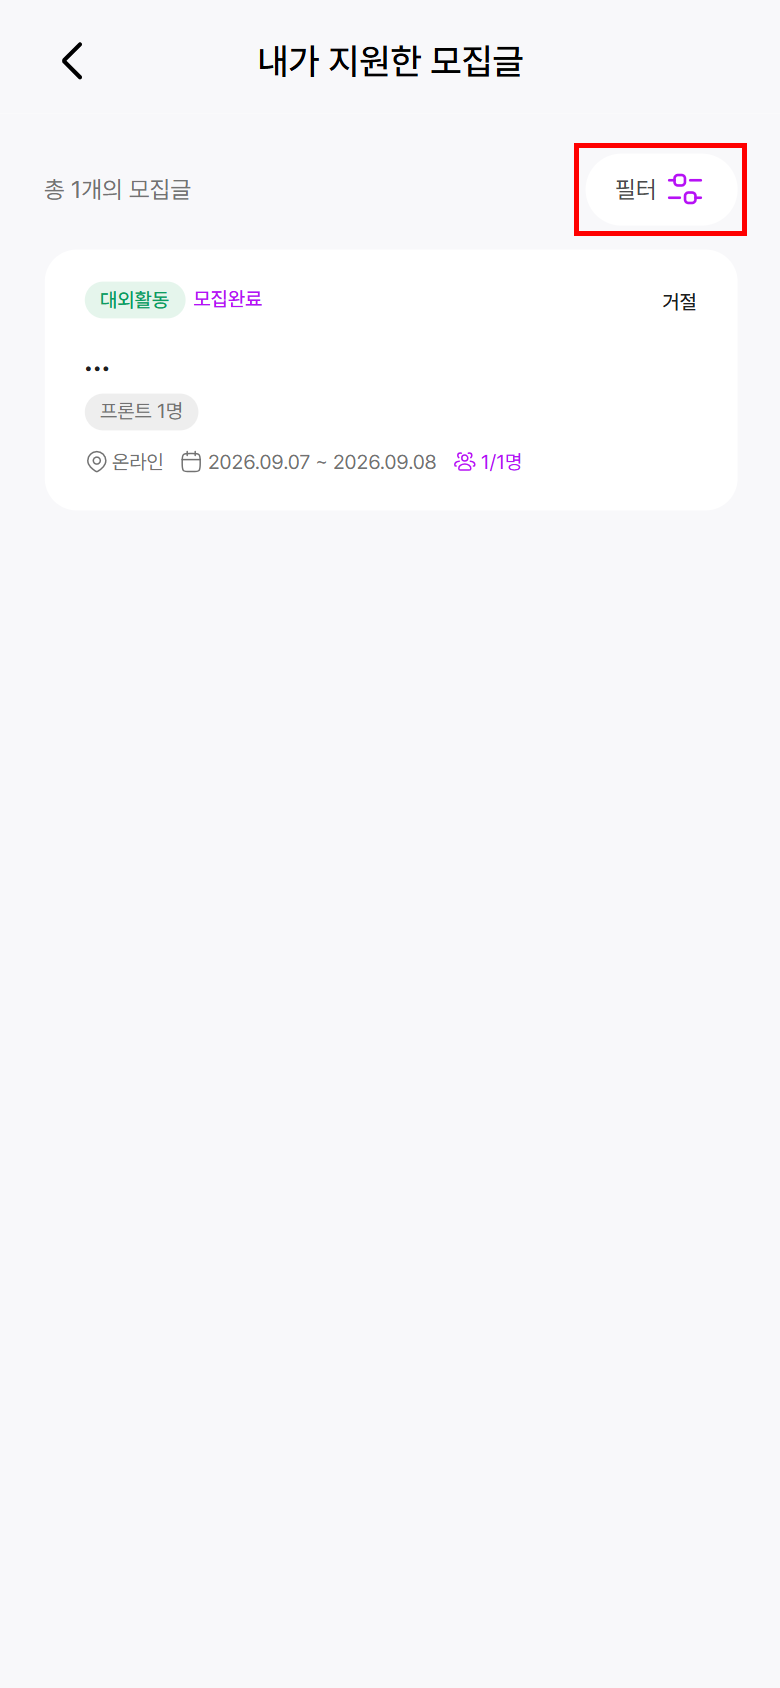 내가 지원한 모집글
총 1개의 모집글
필터
대외활동 모집완료 거절
...
프론트 1명
온라인 2026.09.07 ~ 2026.09.08 1/1명